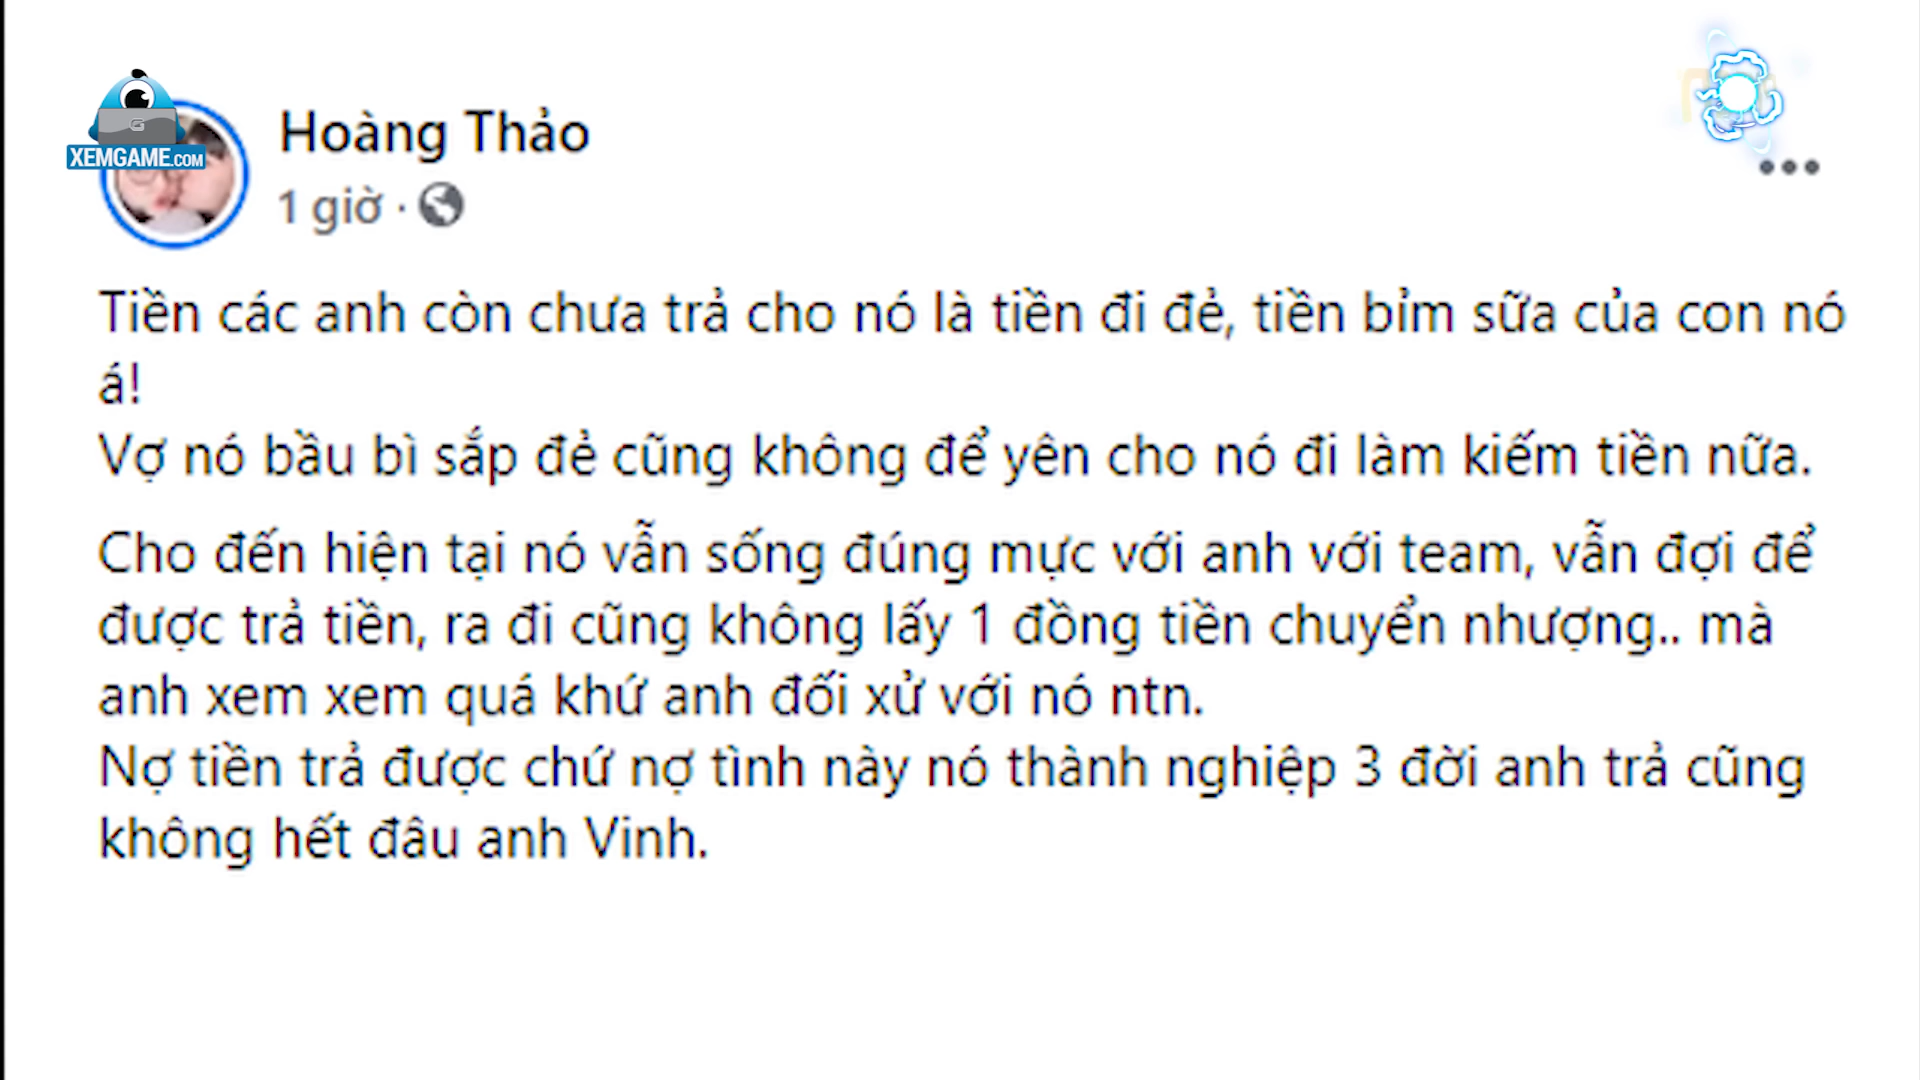 XEMGAME.COM
Hoàng Thảo
1 giờ ·
Tiền các anh còn chưa trả cho nó là tiền đi đẻ, tiền bỉm sữa của con nó
á!
Vợ nó bầu bì sắp đẻ cũng không để yên cho nó đi làm kiếm tiền nữa.
Cho đến hiện tại nó vẫn sống đúng mực với anh với team, vẫn đợi để
được trả tiền, ra đi cũng không lấy 1 đồng tiền chuyển nhượng.. mà
anh xem xem quá khứ anh đối xử với nó ntn.
Nợ tiền trả được chứ nợ tình này nó thành nghiệp 3 đời anh trả cũng
không hết đâu anh Vinh.